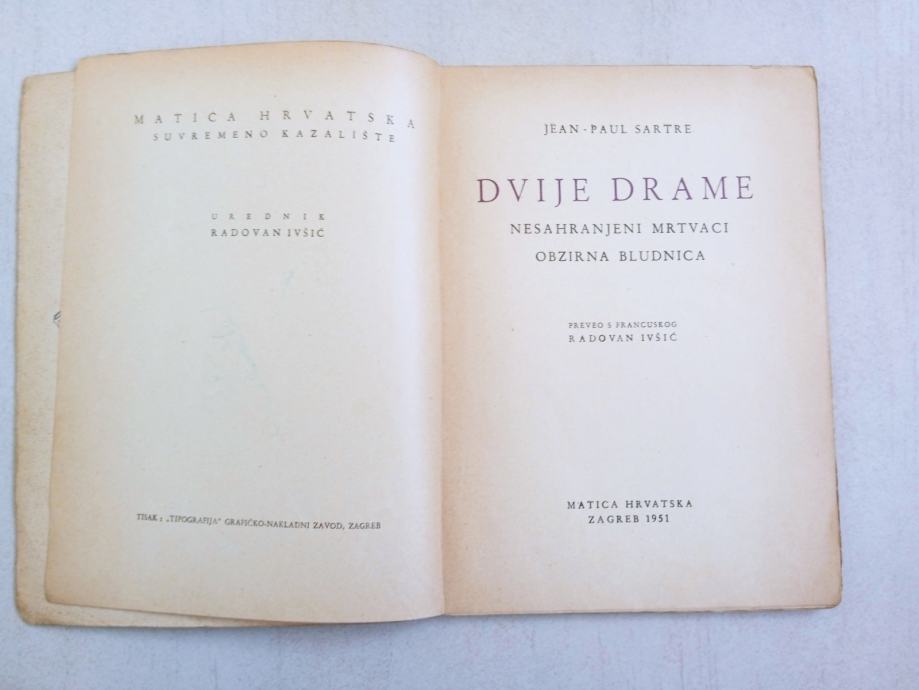 MATICA HRVATSKA
SUVREMENO KAZALIŠTE
UREDNIK
RADOVAN IVŠIĆ
TISAK: „TIPOGRAFIJA" GRAFIČKO-NAKLADNI ZAVOD, ZAGREB
JEAN-PAUL SARTRE
DVIJE DRAME
NESAHRANJENI MRTVACI
OBZIRNA BLUDNICA
PREVEO S FRANCUSKOG
RADOVAN IVŠIĆ
MATICA HRVATSKA
ZAGREB 1951